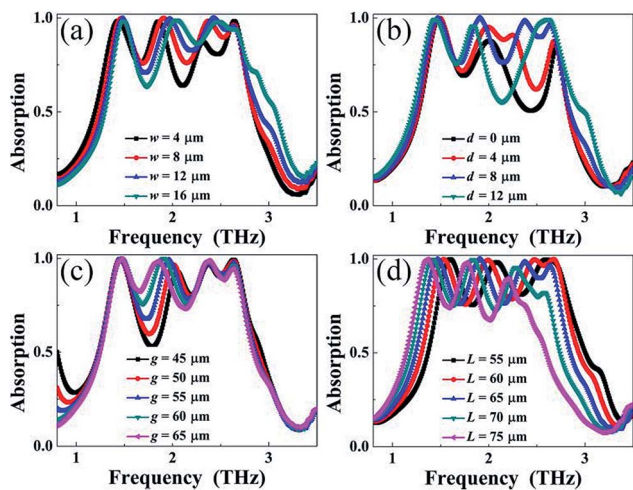 (a)
1.0
0.5
0.0
Absorption
w = 4 μm
w = 8 μm
w = 12 μm
w = 16 μm
1 2 3
Frequency (THz)
(b)
1.0
0.5
0.0
Absorption
d = 0 μm
d = 4 μm
d = 8 μm
d = 12 μm
1 2 3
Frequency (THz)
(c)
1.0
0.5
0.0
Absorption
g = 45 μm
g = 50 μm
g = 55 μm
g = 60 μm
g = 65 μm
1 2 3
Frequency (THz)
(d)
1.0
0.5
0.0
Absorption
L = 55 μm
L = 60 μm
L = 65 μm
L = 70 μm
L = 75 μm
1 2 3
Frequency (THz)